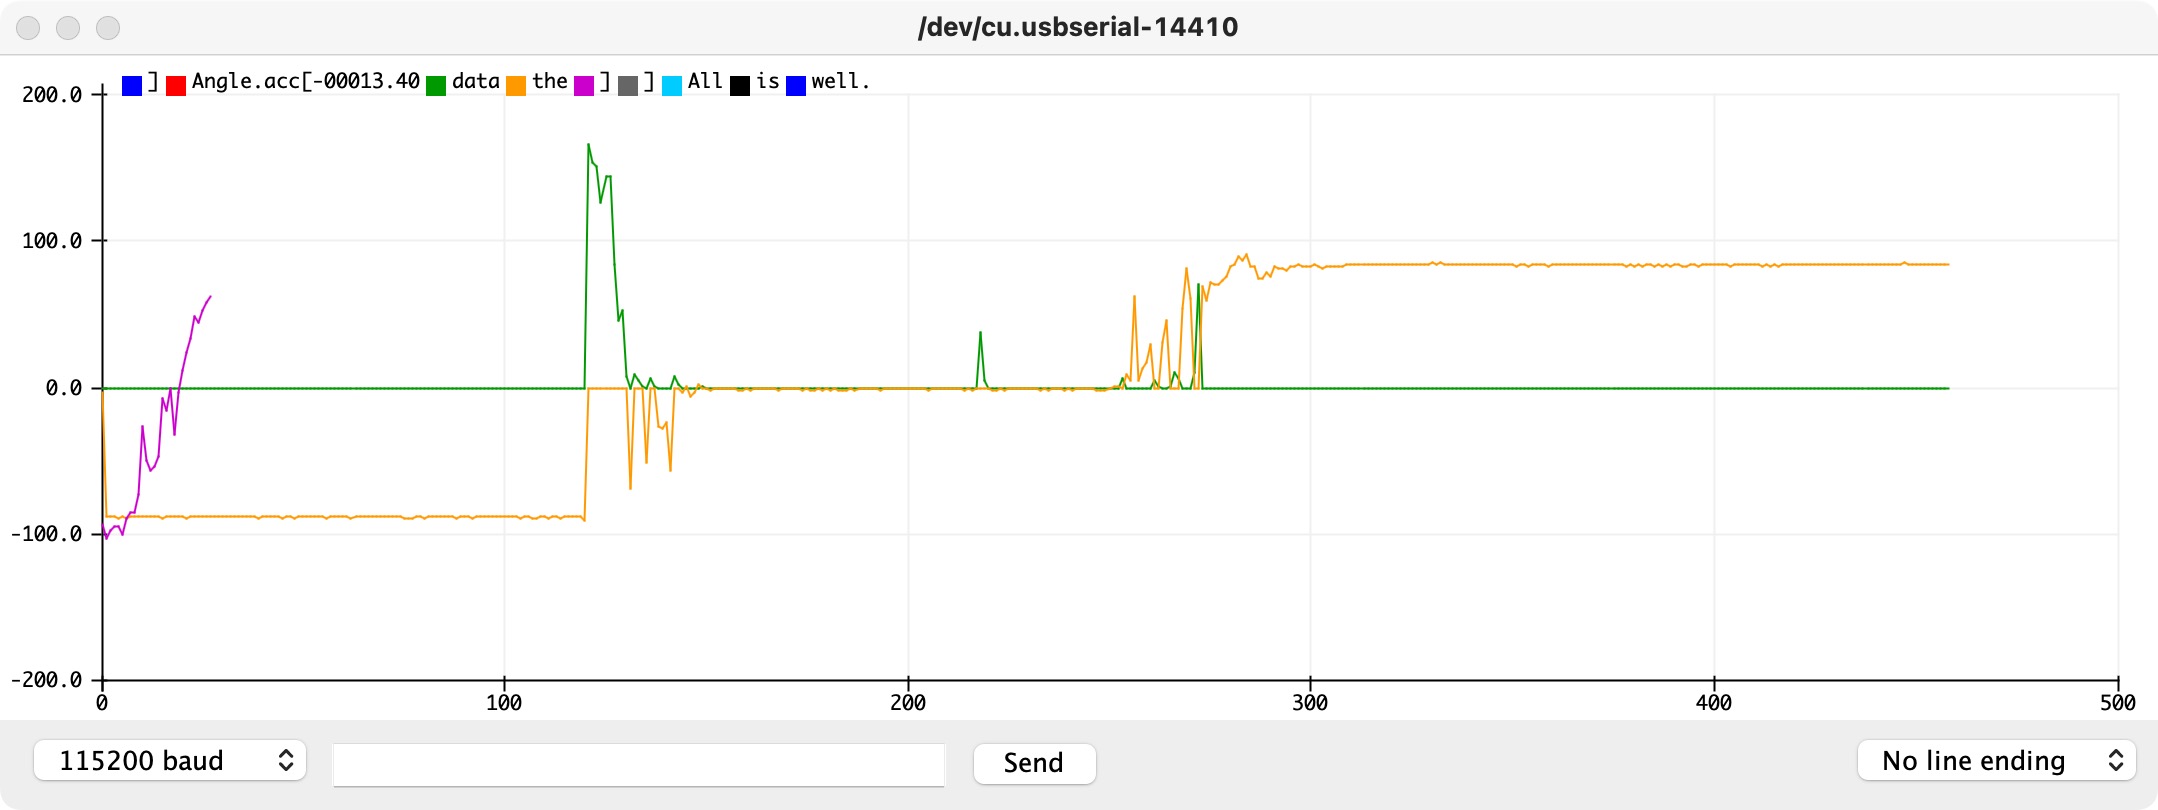 /dev/cu.usbserial-14410
] Angle.acc[-00013.40 data the ] ] All is well.
200.0
100.0
0.0
-100.0
-200.0
0 100 200 300 400 500
115200 baud Send No line ending